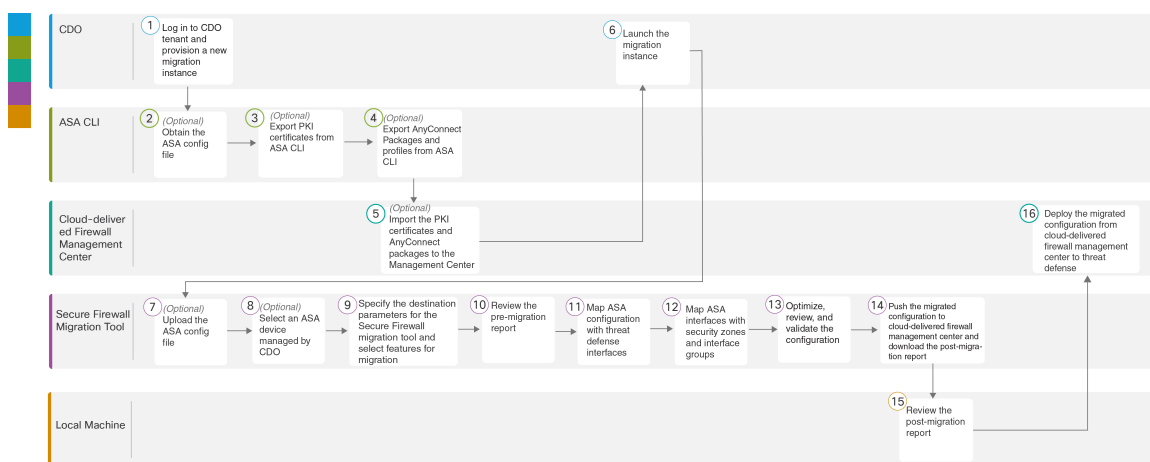 CDO
1
Log in to CDO
tenant and
provision a new
migration
instance
6
Launch the
migration
instance
ASA CLI
2
(Optional)
Obtain the
ASA config
file
3
(Optional)
Export PKI
certificates from
ASA CLI
4
(Optional)
Export AnyConnect
Packages and
profiles from ASA
CLI
Cloud-deliver
ed Firewall
Management
Center
5
(Optional)
Import the PKI
certificates and
AnyConnect
packages to the
Management Center
16
Deploy the migrated
configuration from
cloud-delivered
firewall management
center to threat
defense
Secure Firewall
Migration Tool
7
(Optional)
Upload the
ASA config
file
8
(Optional)
Select an ASA
device
managed by
CDO
9
Specify the destination
parameters for the
Secure Firewall
migration tool and
select features for
migration
10
Review the
pre-migration
report
11
Map ASA
configuration
with threat
defense
interfaces
12
Map ASA
interfaces with
security zones
and interface
groups
13
Optimize,
review, and
validate the
configuration
14
Push the migrated
configuration to
cloud-delivered firewall
management center and
download the post-migra-
tion report
Local Machine
15
Review the
post-migration
report